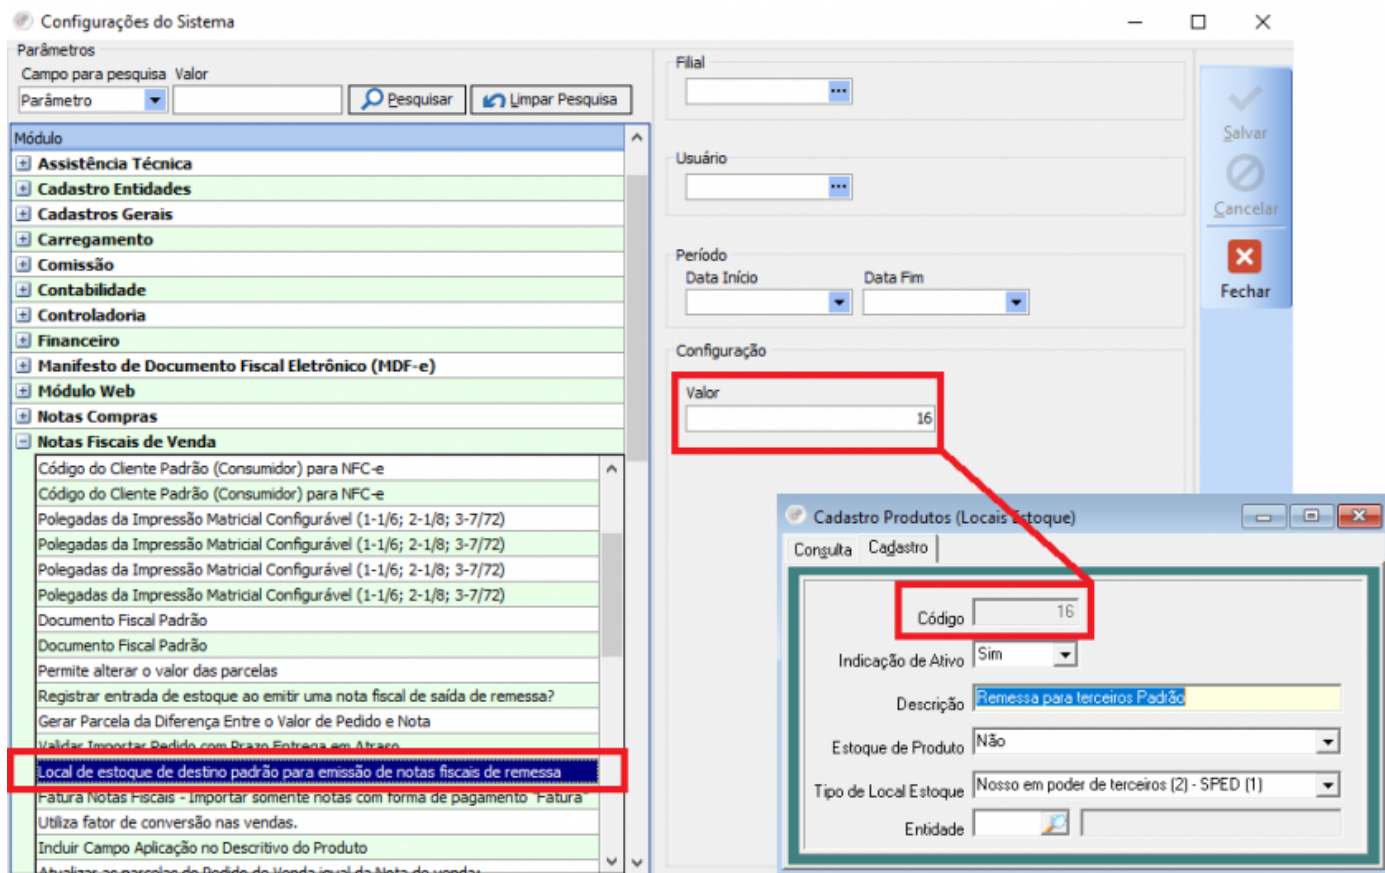 Configurações do Sistema
Parâmetros
Campo para pesquisa Valor
Parâmetro
Pesquisar
Limpar Pesquisa
Módulo
Assistência Técnica
Cadastro Entidades
Cadastros Gerais
Carregamento
Comissão
Contabilidade
Controladoria
Financeiro
Manifesto de Documento Fiscal Eletrônico (MDF-e)
Módulo Web
Notas Compras
Notas Fiscais de Venda
Código do Cliente Padrão (Consumidor) para NFC-e
Código do Cliente Padrão (Consumidor) para NFC-e
Polegadas da Impressão Matricial Configurável (1-1/6; 2-1/8; 3-7/72)
Polegadas da Impressão Matricial Configurável (1-1/6; 2-1/8; 3-7/72)
Polegadas da Impressão Matricial Configurável (1-1/6; 2-1/8; 3-7/72)
Polegadas da Impressão Matricial Configurável (1-1/6; 2-1/8; 3-7/72)
Documento Fiscal Padrão
Documento Fiscal Padrão
Permite alterar o valor das parcelas
Registrar entrada de estoque ao emitir uma nota fiscal de saída de remessa?
Gerar Parcela da Diferença Entre o Valor de Pedido e Nota
Validar Importar Pedido com Prazo Entrega em Atraso
Local de estoque de destino padrão para emissão de notas fiscais de remessa
Fatura Notas Fiscais - Importar somente notas com forma de pagamento "Fatura"
Utiliza fator de conversão nas vendas.
Incluir Campo Aplicação no Descritivo do Produto
Atualizar as parcelas do Pedido de Venda igual da Nota de venda:
Filial
Usuário
Período
Data Início
Data Fim
Configuração
Valor
16
Salvar
Cancelar
Fechar
Cadastro Produtos (Locais Estoque)
Consulta
Cadastro
Código 16
Indicação de Ativo Sim
Descrição Remessa para terceiros Padrão
Estoque de Produto Não
Tipo de Local Estoque Nosso em poder de terceiros (2) - SPED (1)
Entidade